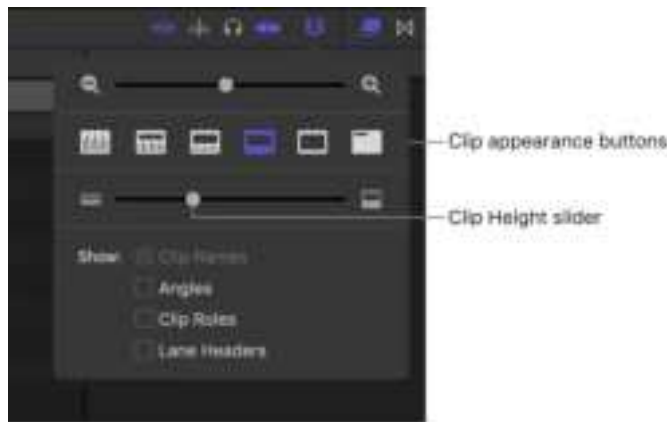 Clip appearance buttons
Clip Height slider
Show: Clip Names
Angles
Clip Roles
Lane Headers